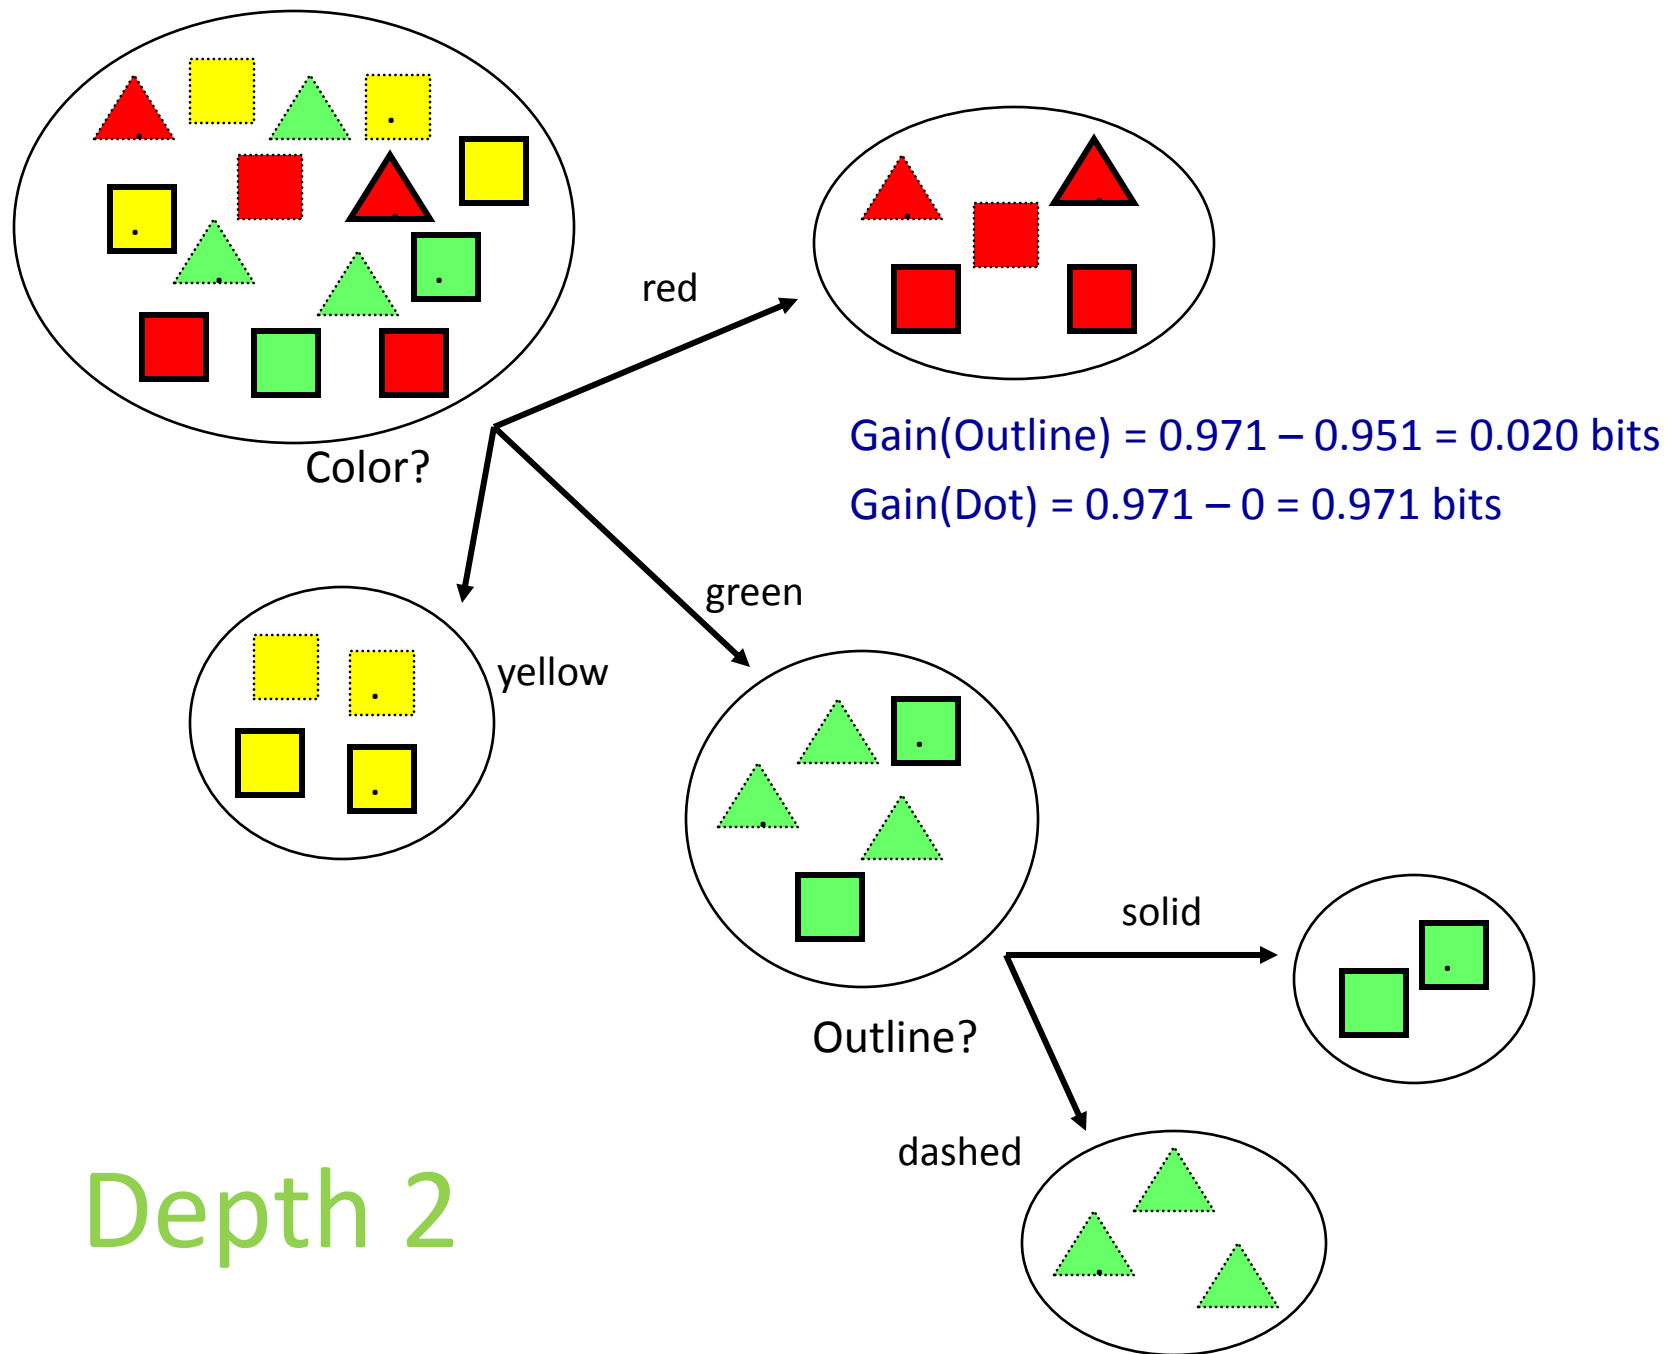 red
Gain(Outline) = 0.971 – 0.951 = 0.020 bits
Color?
Gain(Dot) = 0.971 – 0 = 0.971 bits
green
yellow
solid
Outline?
dashed
Depth 2